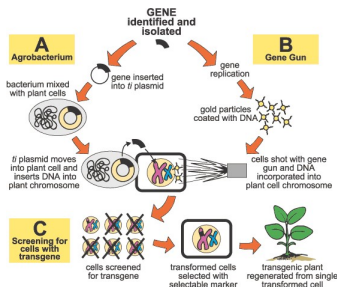 GENE
identified and
isolated
A
Agrobacterium
B
Gene Gun
gene inserted
into ti plasmid
gene
replication
bacterium mixed
with plant cells
gold particles
coated with DNA
ti plasmid moves
into plant cell and
inserts DNA into
plant chromosome
cells shot with gene
gun and DNA
incorporated into
plant cell chromosome
C
Screening for
cells with
transgene
cells screened
for transgene
transformed cells
selected with
selectable marker
transgenic plant
regenerated from single
transformed cell